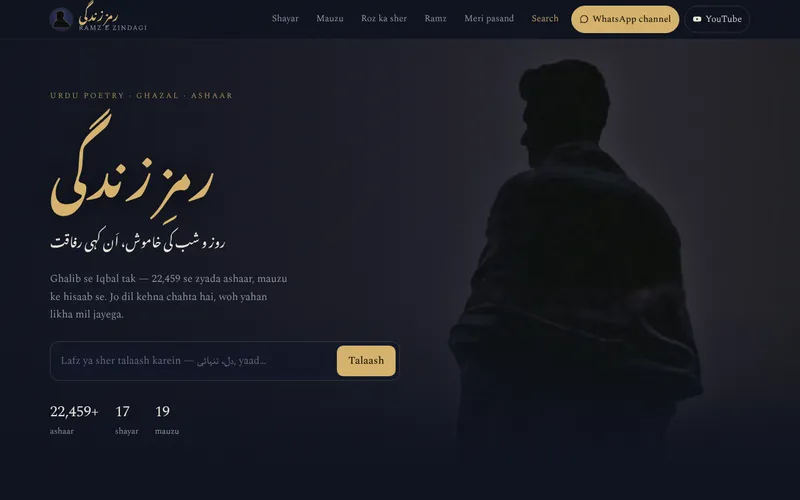 رمزِ زندگی
RAMZ E ZINDAGI
Shayar Mauzu Roz ka sher Ramz Meri pasand Search WhatsApp channel YouTube
URDU POETRY · GHAZAL · ASHAAR
رمزِ زندگی
روز و شب کی خاموش، اَن کہی رفاقت
Ghalib se Iqbal tak — 22,459 se zyada ashaar, mauzu
ke hisaab se. Jo dil kehna chahta hai, woh yahan
likha mil jayega.
Lafz ya sher talaash karein — دل، تنہائی, yaad...
Talaash
22,459+ 17 19
ashaar shayar mauzu